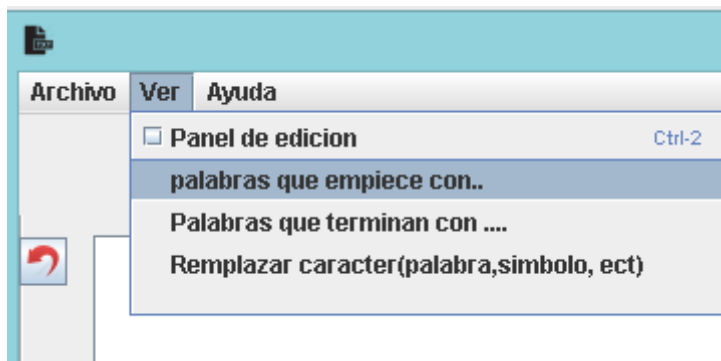 Archivo Ver Ayuda
Panel de edicion Ctrl-2
palabras que empiece con..
Palabras que terminan con ....
Remplazar caracter(palabra,simbolo, ect)